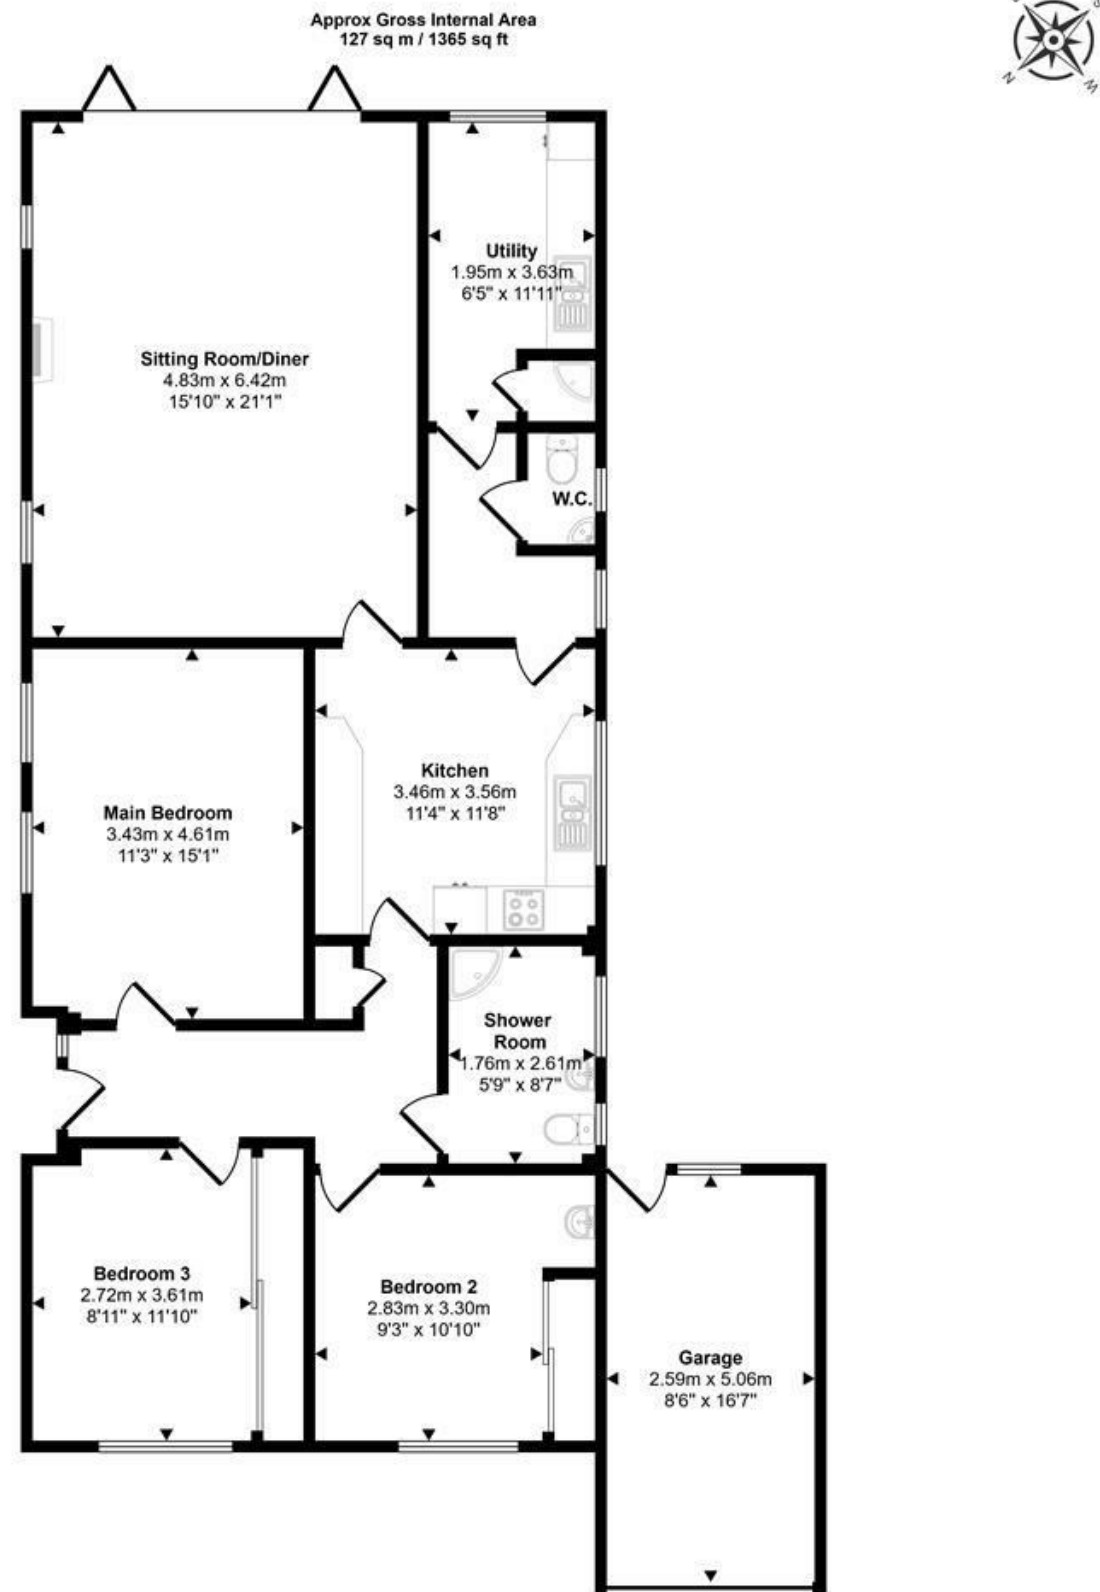 Approx Gross Internal Area
127 sq m / 1365 sq ft
S
N
W
Utility
1.95m x 3.63m
6'5" x 11'11"
Sitting Room/Diner
4.83m x 6.42m
15'10" x 21'1"
W.C.
Kitchen
3.46m x 3.56m
11'4" x 11'8"
Main Bedroom
3.43m x 4.61m
11'3" x 15'1"
Shower
Room
1.76m x 2.61m
5'9" x 8'7"
Bedroom 3
2.72m x 3.61m
8'11" x 11'10"
Bedroom 2
2.83m x 3.30m
9'3" x 10'10"
Garage
2.59m x 5.06m
8'6" x 16'7"